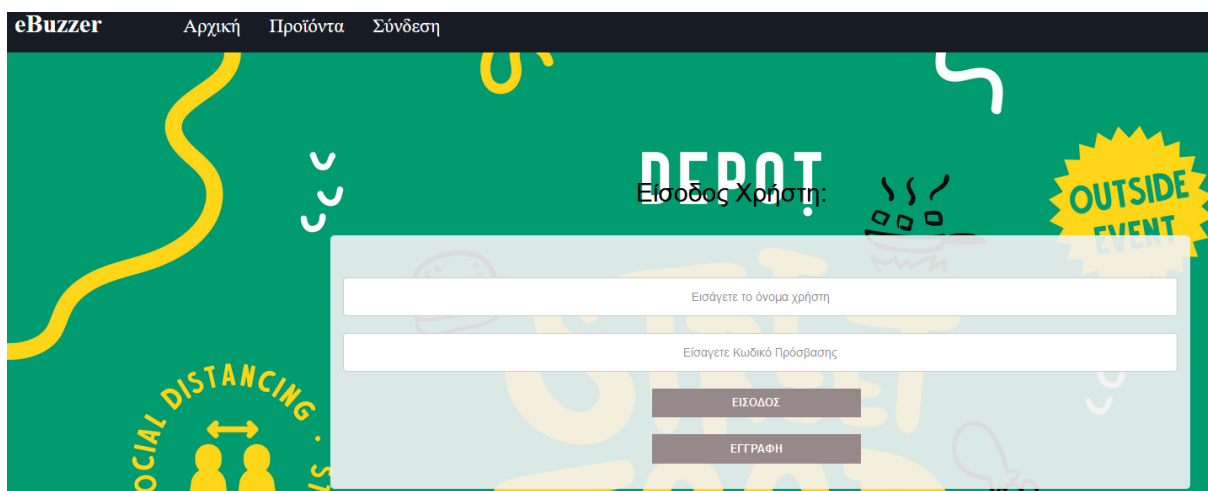 eBuzzer Αρχική Προϊόντα Σύνδεση
DEPOT
Είσοδος Χρήστη:
OUTSIDE
EVENT
Εισάγετε το όνομα χρήστη
Είσαγετε Κωδικό Πρόσβασης
SOCIAL DISTANCING
ΕΙΣΟΔΟΣ
ΕΓΓΡΑΦΗ